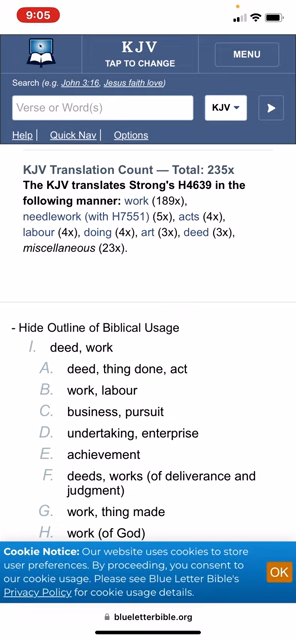 9:05
KJV
TAP TO CHANGE
MENU
Search (e.g. John 3:16, Jesus faith love)
Verse or Word(s)
KJV
Help | Quick Nav | Options
KJV Translation Count — Total: 235x
The KJV translates Strong's H4639 in the
following manner: work (189x),
needlework (with H7551) (5x), acts (4x),
labour (4x), doing (4x), art (3x), deed (3x),
miscellaneous (23x).
- Hide Outline of Biblical Usage
I. deed, work
A. deed, thing done, act
B. work, labour
C. business, pursuit
D. undertaking, enterprise
E. achievement
F. deeds, works (of deliverance and
judgment)
G. work, thing made
H. work (of God)
Cookie Notice: Our website uses cookies to store
user preferences. By proceeding, you consent to
our cookie usage. Please see Blue Letter Bible's
Privacy Policy for cookie usage details.
OK
blueletterbible.org